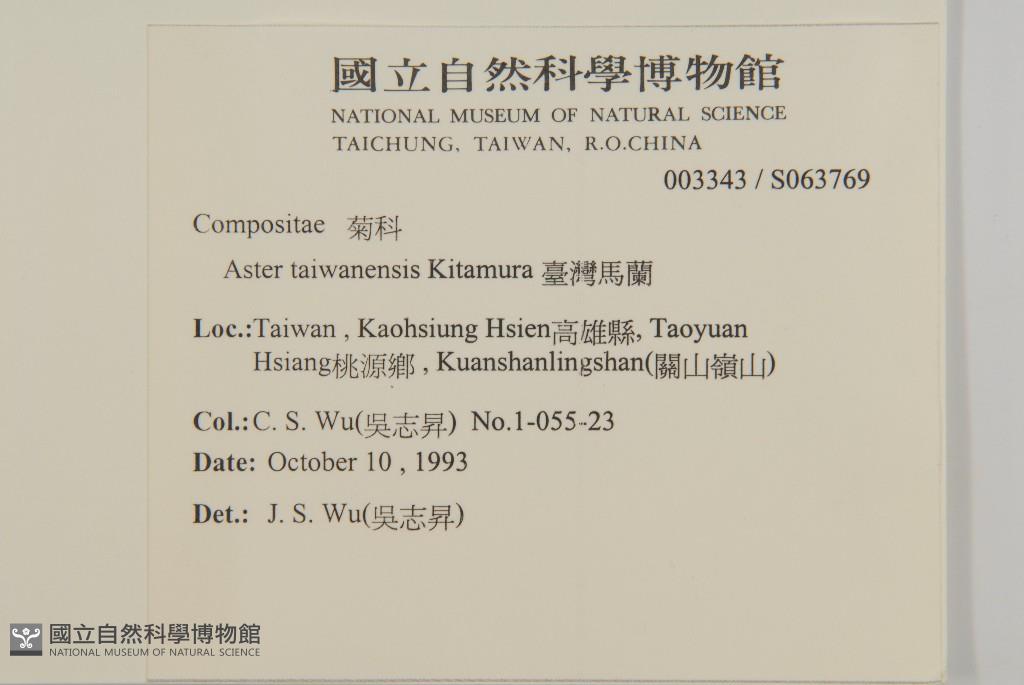 國立自然科學博物館
NATIONAL MUSEUM OF NATURAL SCIENCE
TAICHUNG, TAIWAN, R.O.CHINA
003343 / S063769
Compositae 菊科
Aster taiwanensis Kitamura 臺灣馬蘭
Loc.:Taiwan , Kaohsiung Hsien高雄縣, Taoyuan
Hsiang桃源鄉 , Kuanshanlingshan(關山嶺山)
Col.:C. S. Wu(吳志昇) No.1-055-23
Date: October 10 , 1993
Det.: J. S. Wu(吳志昇)
國立自然科學博物館
NATIONAL MUSEUM OF NATURAL SCIENCE